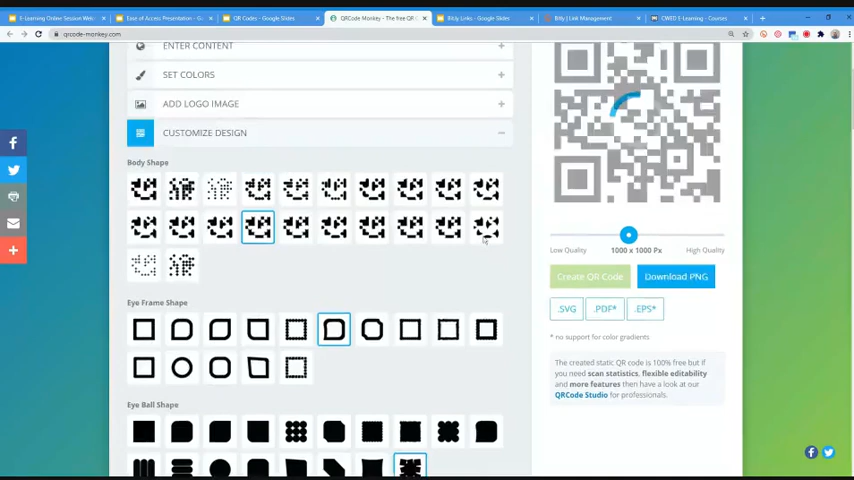 E-Learning Online Session Web
Ease of Access Presentation - G
QR Codes - Google Slides
QRCode Monkey - The free QR
Bitly Links - Google Slides
Bitly | Link Management
CWED E-Learning - Courses
qrcode-monkey.com
ENTER CONTENT
SET COLORS
ADD LOGO IMAGE
CUSTOMIZE DESIGN
Body Shape
Eye Frame Shape
Eye Ball Shape
Low Quality 1000 x 1000 Px High Quality
Create QR Code Download PNG
.SVG .PDF* .EPS*
* no support for color gradients
The created static QR code is 100% free but if
you need scan statistics, flexible editability
and more features then have a look at our
QRCode Studio for professionals.